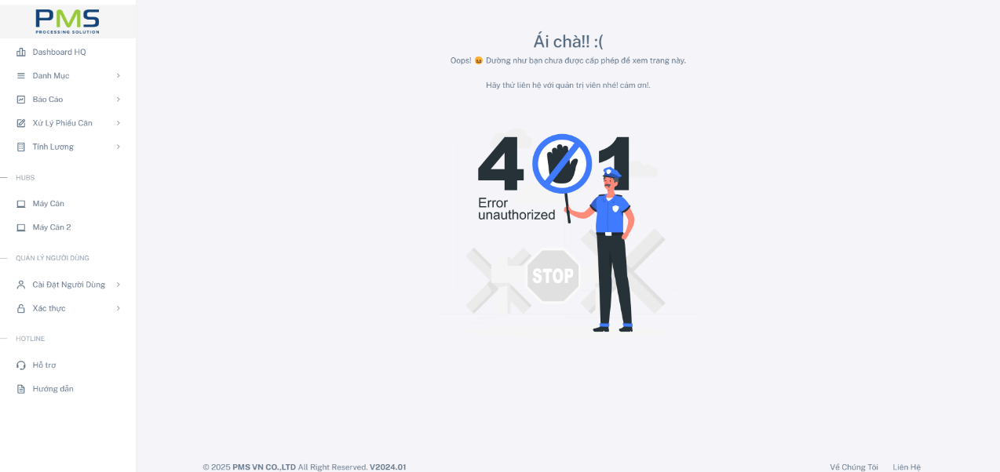 PMS
PROCESSING SOLUTION
Dashboard HQ
Danh Mục
Báo Cáo
Xử Lý Phiếu Cân
Tính Lương
HUBS
Máy Cân
Máy Cân 2
QUẢN LÝ NGƯỜI DÙNG
Cài Đặt Người Dùng
Xác thực
HOTLINE
Hỗ trợ
Hướng dẫn
Ái chà!! :(
Oops! 😖 Dường như bạn chưa được cấp phép để xem trang này.
Hãy thử liên hệ với quản trị viên nhé! cảm ơn!.
401
Error
unauthorized
STOP
© 2025 PMS VN CO.,LTD All Right Reserved. V2024.01
Về Chúng Tôi
Liên Hệ